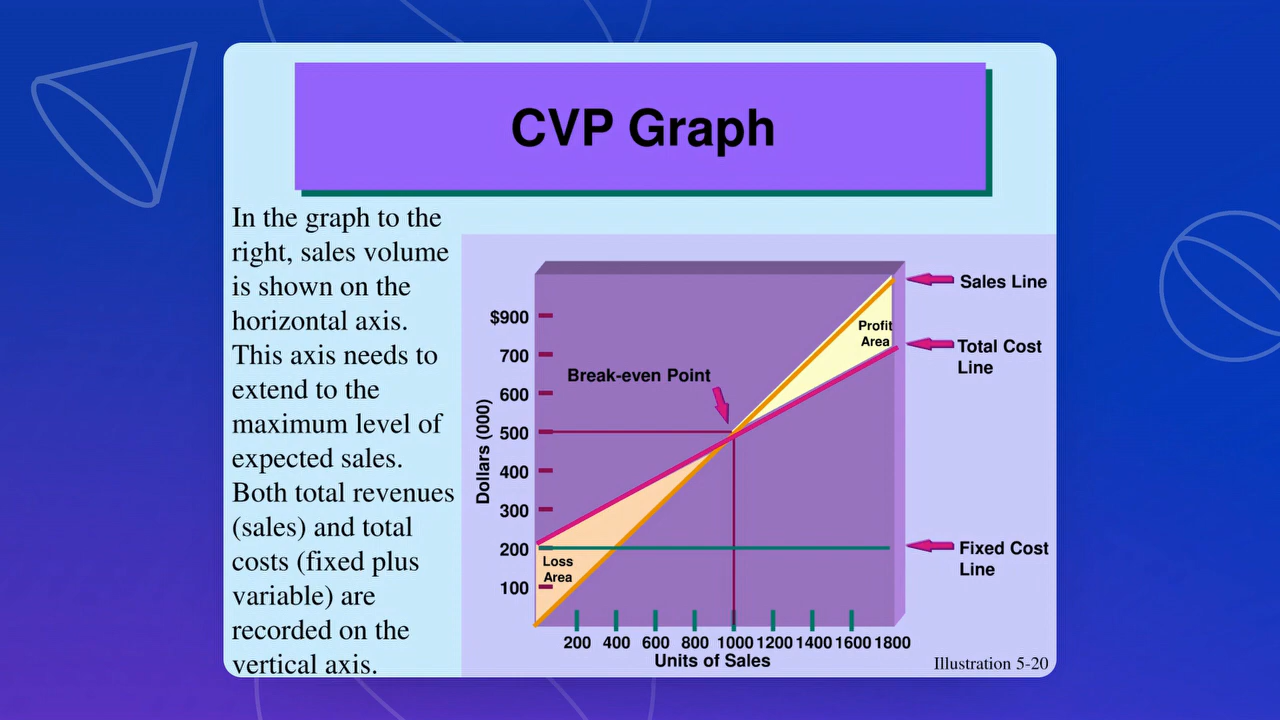 CVP Graph
In the graph to the
right, sales volume
is shown on the
horizontal axis.
This axis needs to
extend to the
maximum level of
expected sales.
Both total revenues
(sales) and total
costs (fixed plus
variable) are
recorded on the
vertical axis.
Sales Line
$900
Profit
Area
Total Cost
Line
700
Break-even Point
600
500
Dollars (000)
400
300
200
Fixed Cost
Line
Loss
Area
100
200 400 600 800 1000 1200 1400 1600 1800
Units of Sales
Illustration 5-20